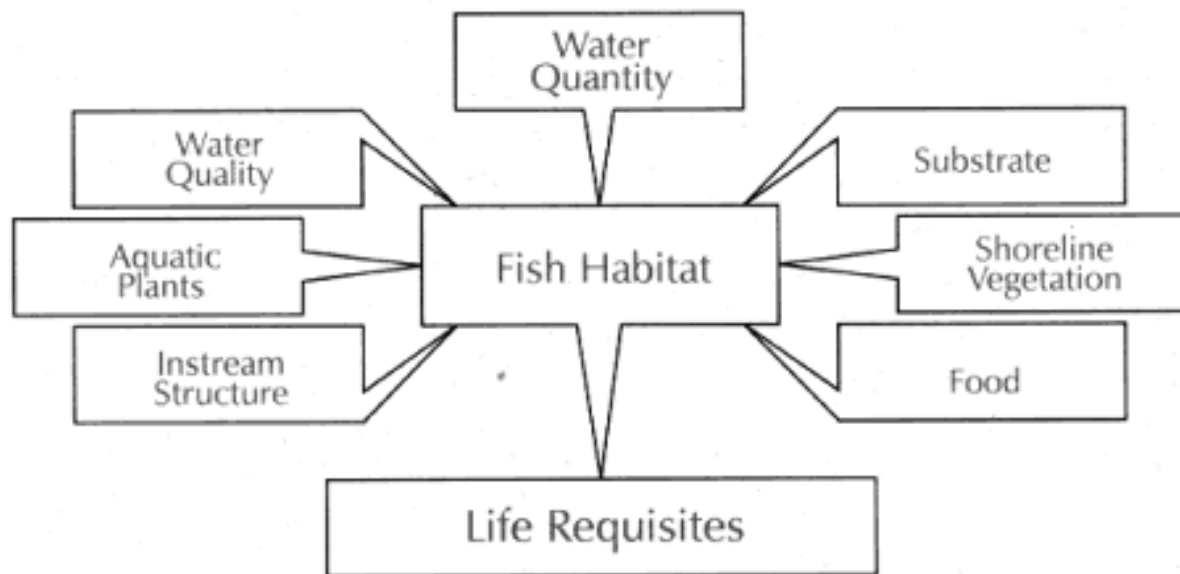 Water
Quantity
Water
Quality
Substrate
Aquatic
Plants
Fish Habitat
Shoreline
Vegetation
Instream
Structure
Food
Life Requisites